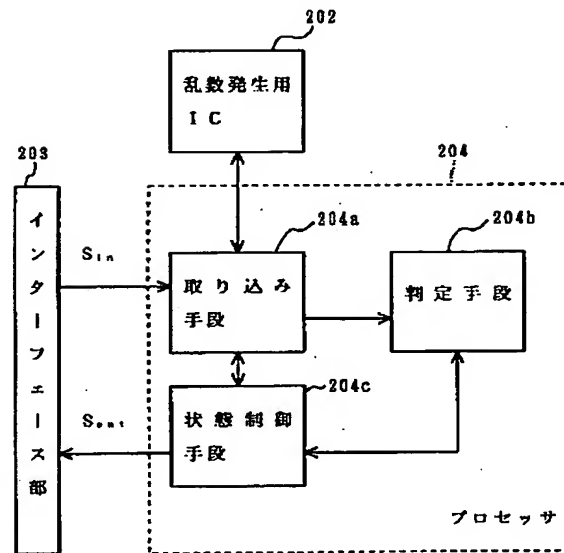 202
乱数発生用
IC
203
インターフェース部
204
204a
204b
Sin
取り込み
手段
判定手段
204c
Sout
状態制御
手段
プロセッサ